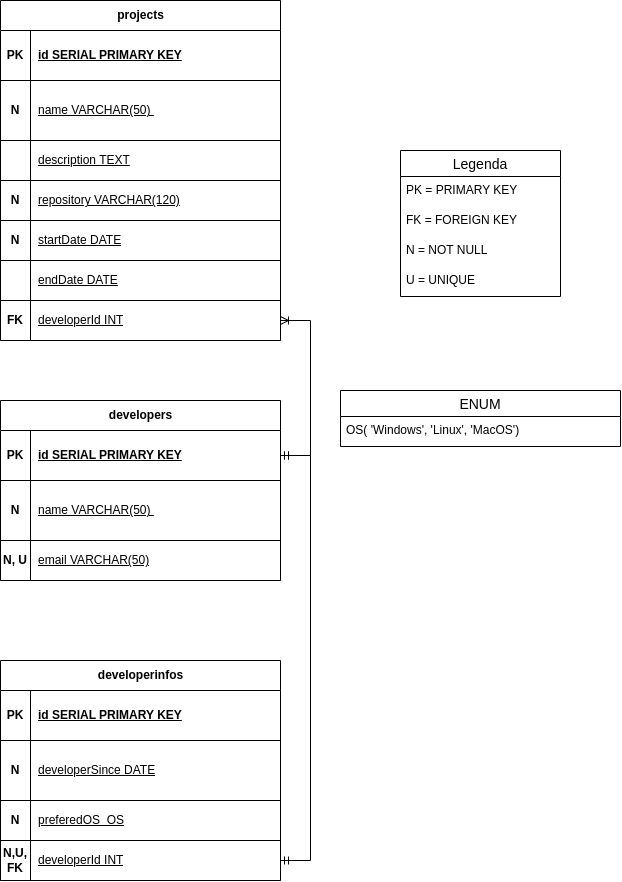 projects
PK id SERIAL PRIMARY KEY
N name VARCHAR(50)
description TEXT
N repository VARCHAR(120)
N startDate DATE
endDate DATE
FK developerId INT
Legenda
PK = PRIMARY KEY
FK = FOREIGN KEY
N = NOT NULL
U = UNIQUE
ENUM
OS( 'Windows', 'Linux', 'MacOS')
developers
PK id SERIAL PRIMARY KEY
N name VARCHAR(50)
N, U email VARCHAR(50)
developerinfos
PK id SERIAL PRIMARY KEY
N developerSince DATE
N preferedOS OS
N,U,
FK developerId INT